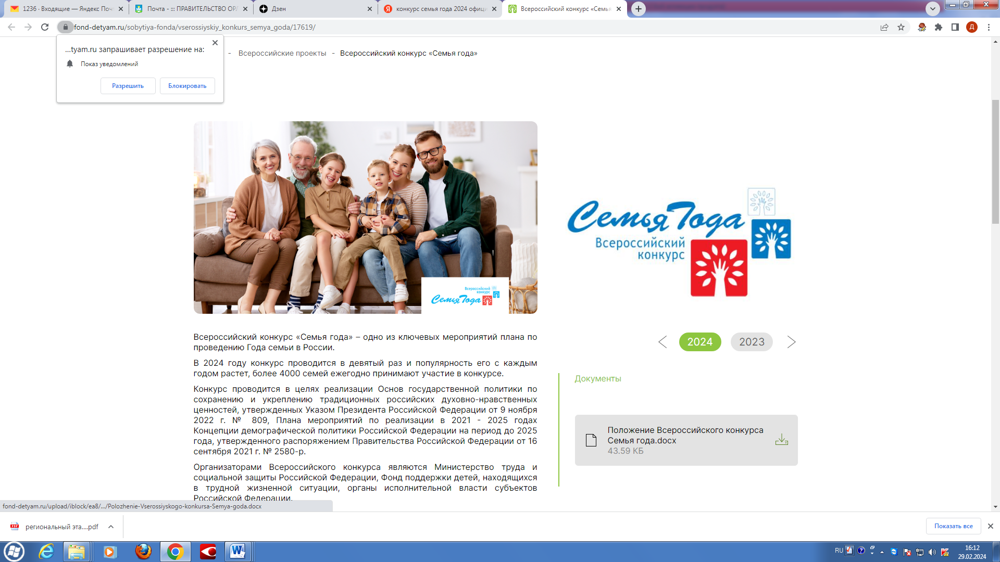 1236 · Входящие — Яндекс Поч
Почта - ::: ПРАВИТЕЛЬСТВО ОРЛ
Дзен
конкурс семья года 2024 офици
Всероссийский конкурс «Семья
fond-detyam.ru/sobytiya-fonda/vserossiyskiy_konkurs_semya_goda/17619/
Д
...tyam.ru запрашивает разрешение на:
Показ уведомлений
Разрешить
Блокировать
- Всероссийские проекты - Всероссийский конкурс «Семья года»
Всероссийский
конкурс
Семья Года
Семья Года
Всероссийский
конкурс
Всероссийский конкурс «Семья года» – одно из ключевых мероприятий плана по
проведению Года семьи в России.
В 2024 году конкурс проводится в девятый раз и популярность его с каждым
годом растет, более 4000 семей ежегодно принимают участие в конкурсе.
Конкурс проводится в целях реализации Основ государственной политики по
сохранению и укреплению традиционных российских духовно-нравственных
ценностей, утвержденных Указом Президента Российской Федерации от 9 ноября
2022 г. № 809, Плана мероприятий по реализации в 2021 - 2025 годах
Концепции демографической политики Российской Федерации на период до 2025
года, утвержденного распоряжением Правительства Российской Федерации от 16
сентября 2021 г. № 2580-р.
Организаторами Всероссийского конкурса являются Министерство труда и
социальной защиты Российской Федерации, Фонд поддержки детей, находящихся
в трудной жизненной ситуации, органы исполнительной власти субъектов
Российской Федерации.
2024
2023
Документы
Положение Всероссийского конкурса
Семья года.docx
43.59 КБ
fond-detyam.ru/upload/iblock/ea8/.../Polozhenie-Vserossiyskogo-konkursa-Semya-goda.docx
PDF
региональный эта....pdf
Показать все
RU
16:12
29.02.2024